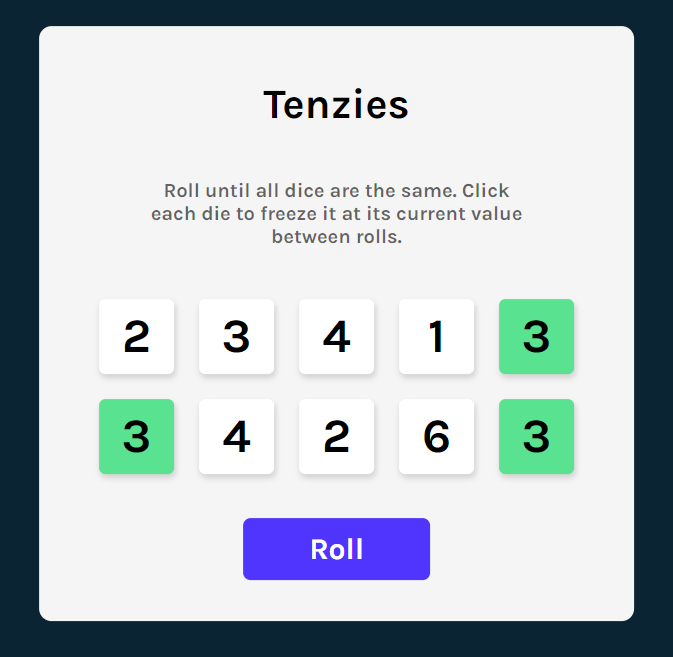 Tenzies
Roll until all dice are the same. Click
each die to freeze it at its current value
between rolls.
2 3 4 1 3
3 4 2 6 3
Roll